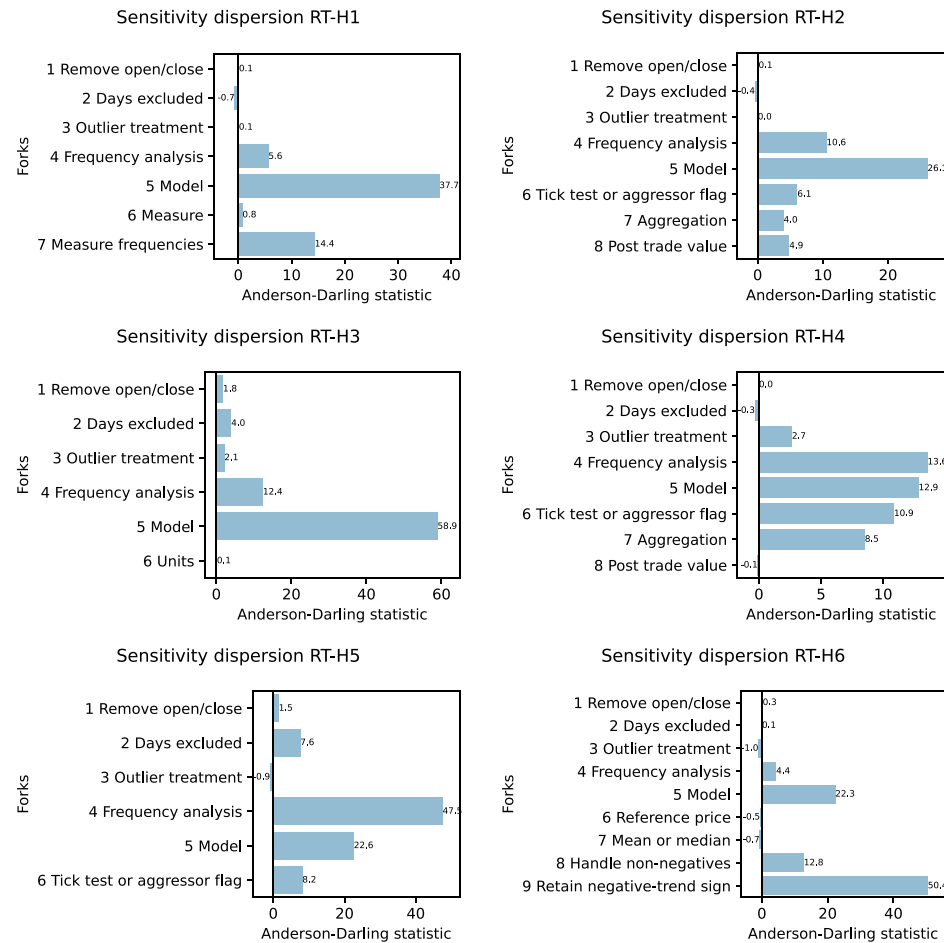 Sensitivity dispersion RT-H1
Forks
1 Remove open/close
0.1
2 Days excluded
-0.7
3 Outlier treatment
0.1
4 Frequency analysis
5.6
5 Model
37.7
6 Measure
0.8
7 Measure frequencies
14.4
0 10 20 30 40
Anderson-Darling statistic
Sensitivity dispersion RT-H2
Forks
1 Remove open/close
0.1
2 Days excluded
-0.4
3 Outlier treatment
0.0
4 Frequency analysis
10.6
5 Model
26.
6 Tick test or aggressor flag
6.1
7 Aggregation
4.0
8 Post trade value
4.9
0 10 20
Anderson-Darling statistic
Sensitivity dispersion RT-H3
Forks
1 Remove open/close
1.8
2 Days excluded
4.0
3 Outlier treatment
2.1
4 Frequency analysis
12.4
5 Model
58.9
6 Units
0.1
0 20 40 60
Anderson-Darling statistic
Sensitivity dispersion RT-H4
Forks
1 Remove open/close
0.0
2 Days excluded
-0.3
3 Outlier treatment
2.7
4 Frequency analysis
13.6
5 Model
12.9
6 Tick test or aggressor flag
10.9
7 Aggregation
8.5
8 Post trade value
-0.1
0 5 10
Anderson-Darling statistic
Sensitivity dispersion RT-H5
Forks
1 Remove open/close
1.5
2 Days excluded
7.6
3 Outlier treatment
-0.9
4 Frequency analysis
47.5
5 Model
22.6
6 Tick test or aggressor flag
8.2
0 20 40
Anderson-Darling statistic
Sensitivity dispersion RT-H6
Forks
1 Remove open/close
0.3
2 Days excluded
0.1
3 Outlier treatment
-1.0
4 Frequency analysis
4.4
5 Model
22.3
6 Reference price
-0.5
7 Mean or median
-0.7
8 Handle non-negatives
12.8
9 Retain negative-trend sign
50.4
0 20 40
Anderson-Darling statistic